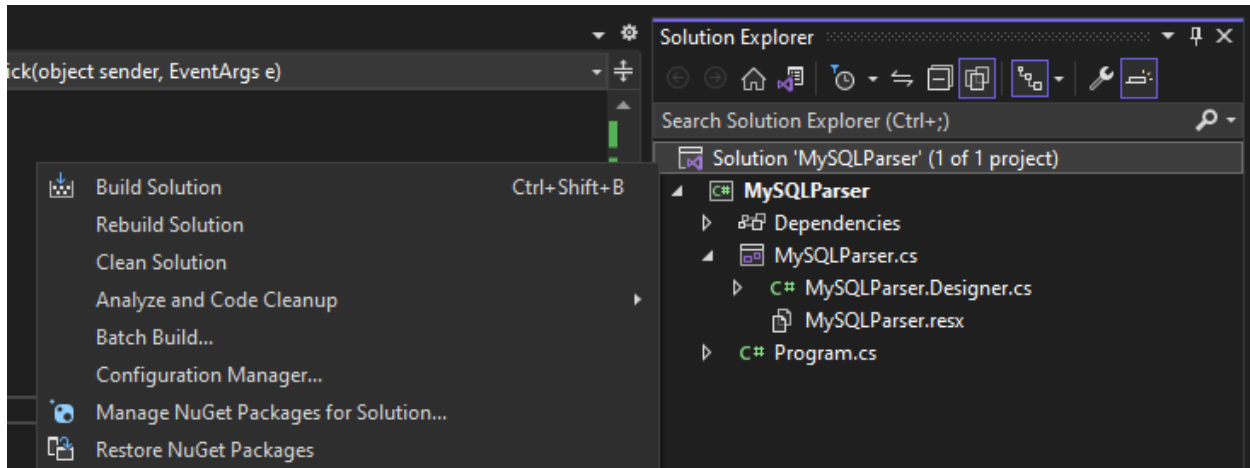 ick(object sender, EventArgs e)
Build Solution Ctrl+Shift+B
Rebuild Solution
Clean Solution
Analyze and Code Cleanup
Batch Build...
Configuration Manager...
Manage NuGet Packages for Solution...
Restore NuGet Packages
Solution Explorer
Search Solution Explorer (Ctrl+;)
Solution 'MySQLParser' (1 of 1 project)
C# MySQLParser
Dependencies
MySQLParser.cs
C# MySQLParser.Designer.cs
MySQLParser.resx
C# Program.cs